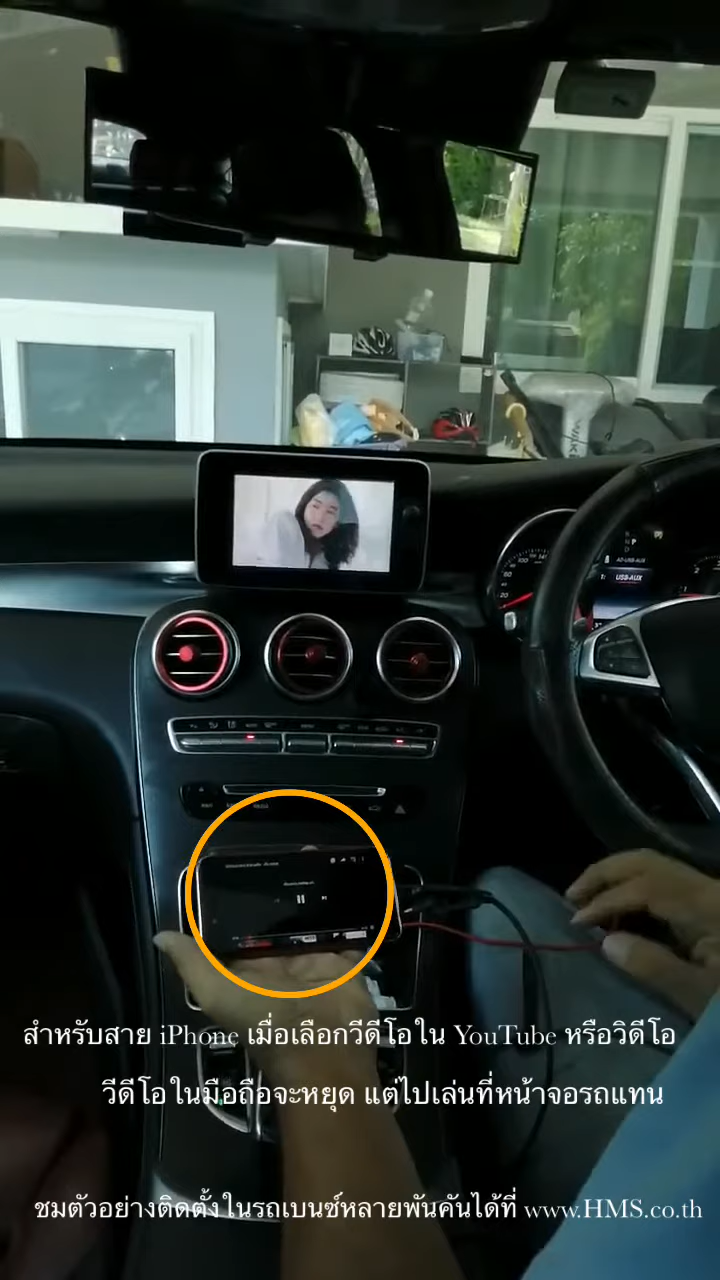 USB-AUX
สำหรับสาย iPhone เมื่อเลือกวีดีโอใน YouTube หรือวิดีโอ
วีดีโอในมือถือจะหยุด แต่ไปเล่นที่หน้าจอรถแทน
ชมตัวอย่างติดตั้งในรถเบนซ์หลายพันคันได้ที่ www.HMS.co.th